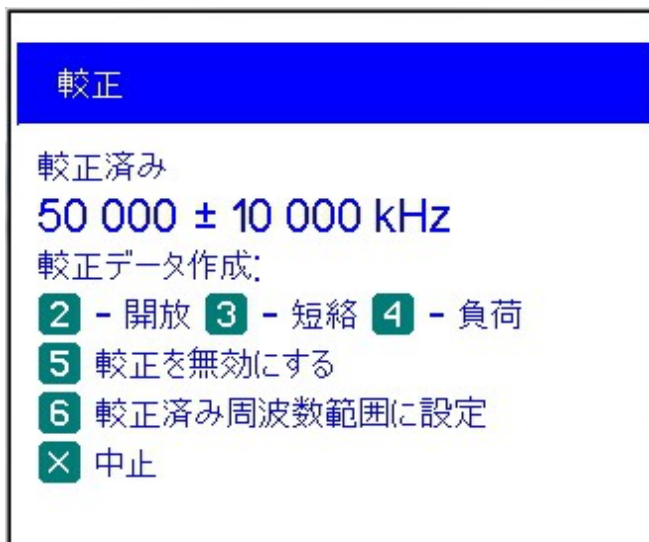 較正
較正済み
50 000 ± 10 000 kHz
較正データ作成:
2 - 開放 3 - 短絡 4 - 負荷
5 較正を無効にする
6 較正済み周波数範囲に設定
× 中止